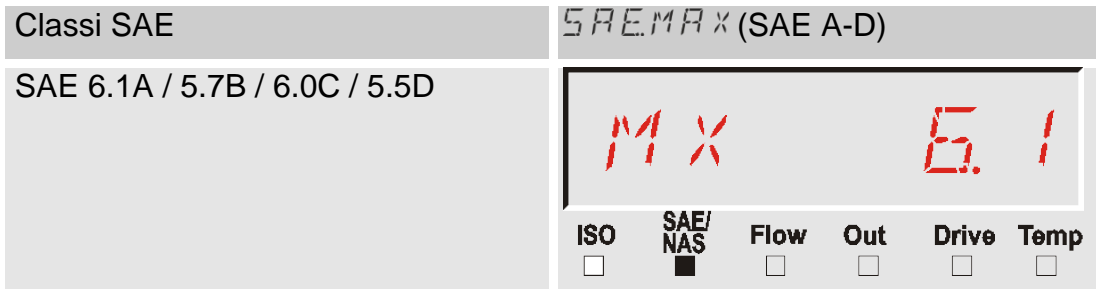 Classi SAE
SAE.MAX (SAE A-D)
SAE 6.1A / 5.7B / 6.0C / 5.5D
MX 6.1
ISO SAE/NAS Flow Out Drive Temp